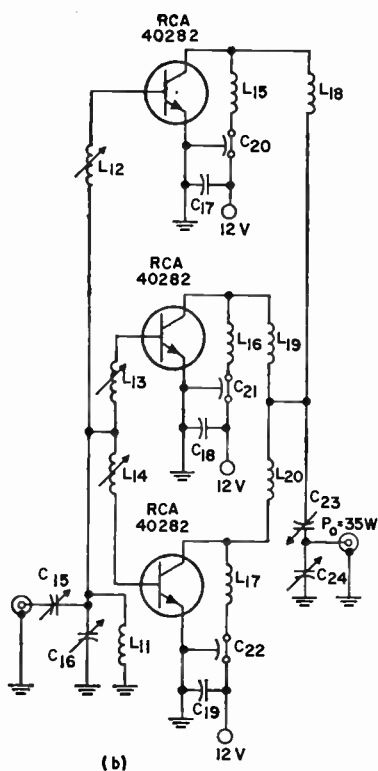 RCA
40282
L15
L18
C20
L12
C17
12 V
RCA
40282
L16
L19
L13
C21
C18
L14
12 V
L20
RCA
40282
C23
Po = 35W
C24
L17
C15
C16
L11
C22
C19
12 V
(b)